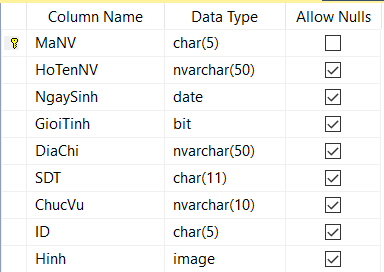 Column Name Data Type Allow Nulls
MaNV char(5)
HoTenNV nvarchar(50)
NgaySinh date
GioiTinh bit
DiaChi nvarchar(50)
SDT char(11)
ChucVu nvarchar(10)
ID char(5)
Hinh image